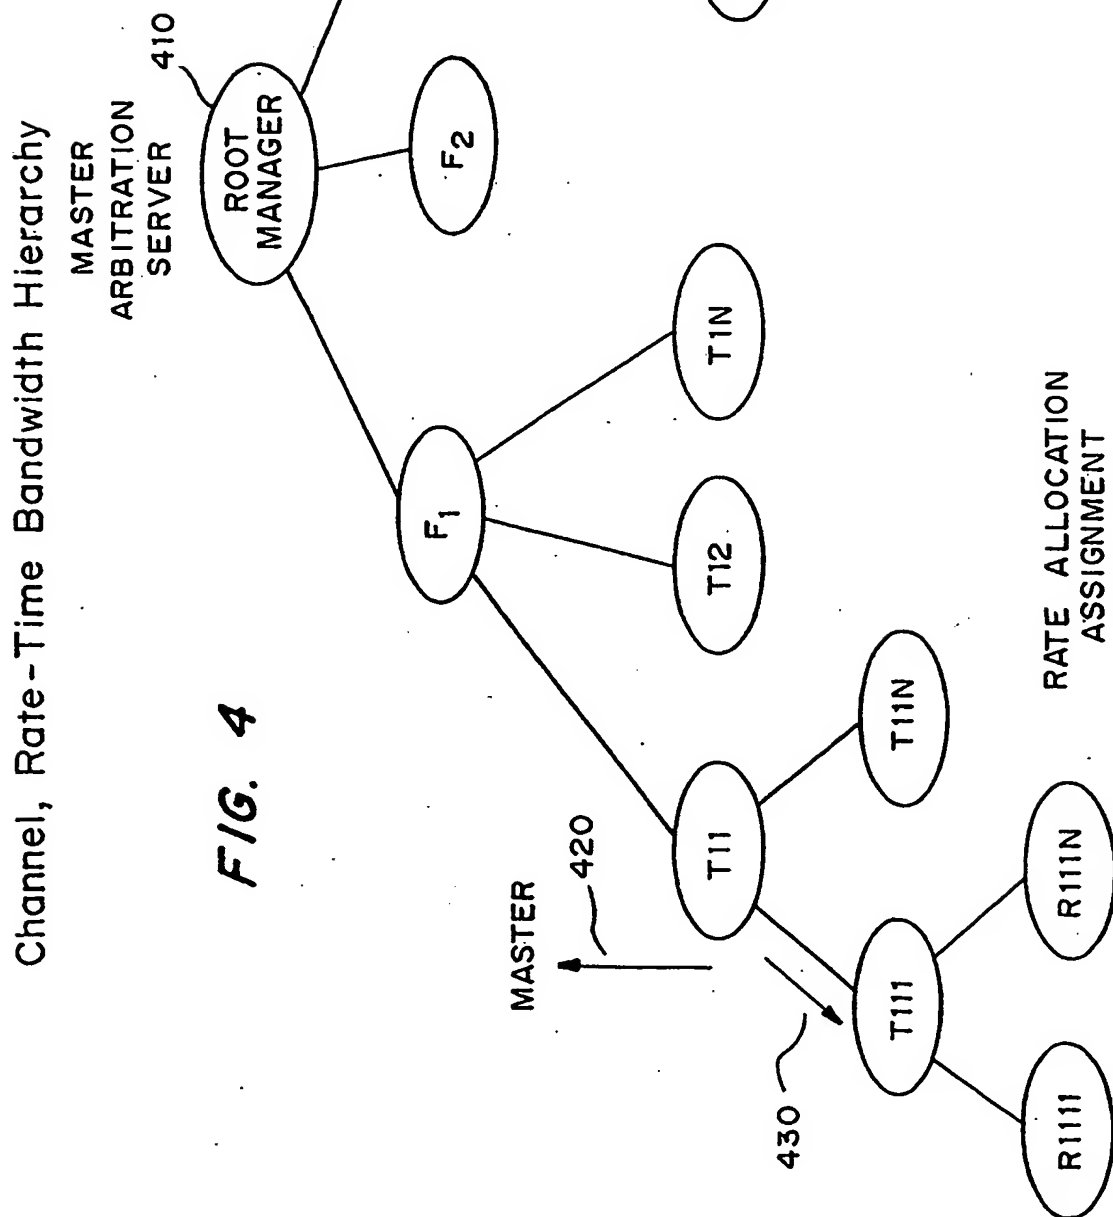 Channel, Rate-Time Bandwidth Hierarchy
FIG. 4
MASTER
ARBITRATION
SERVER
410
ROOT
MANAGER
F1
F2
MASTER
420
T11
T12
T1N
430
T111
T11N
R1111
R111N
RATE ALLOCATION
ASSIGNMENT